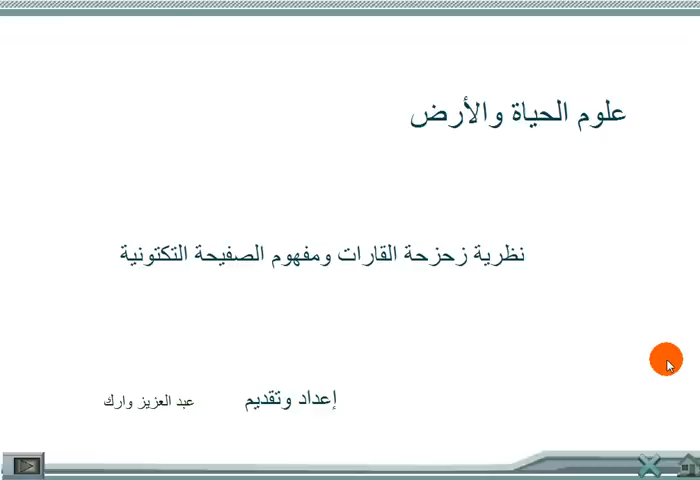 علوم الحياة والأرض
نظرية زحزحة القارات ومفهوم الصفيحة التكتونية
إعداد وتقديم عبد العزيز وارك